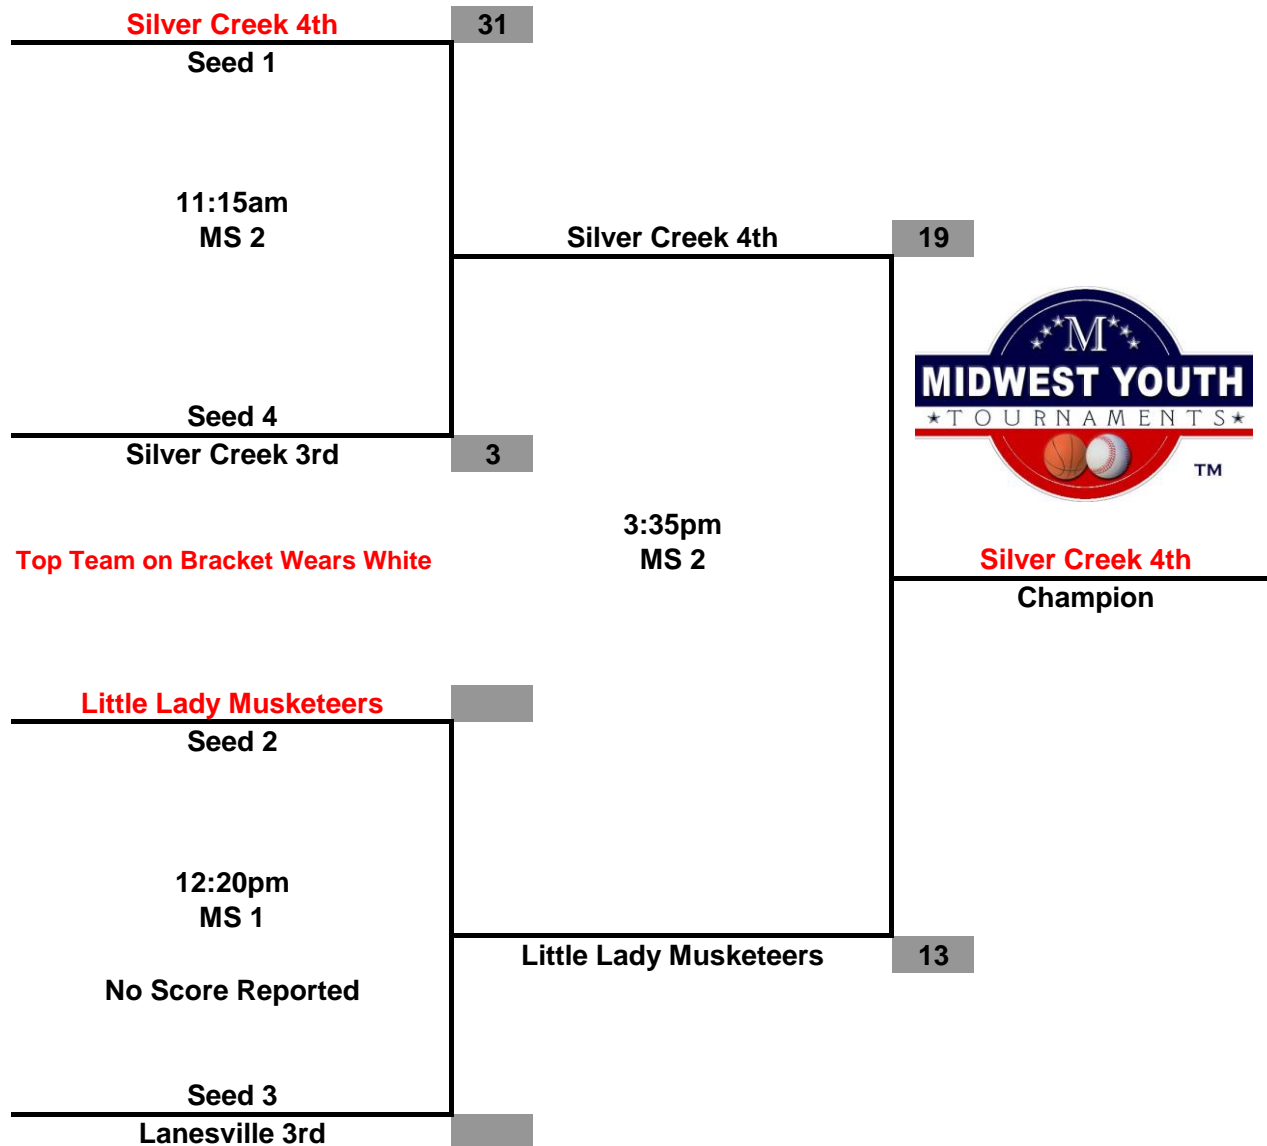 Silver Creek 4th 31
Seed 1
11:15am
MS 2
Silver Creek 4th 19
M
MIDWEST YOUTH
★TOURNAMENTS★
TM
Seed 4
Silver Creek 3rd 3
3:35pm
MS 2
Top Team on Bracket Wears White
Silver Creek 4th
Champion
Little Lady Musketeers
Seed 2
12:20pm
MS 1
Little Lady Musketeers 13
No Score Reported
Seed 3
Lanesville 3rd